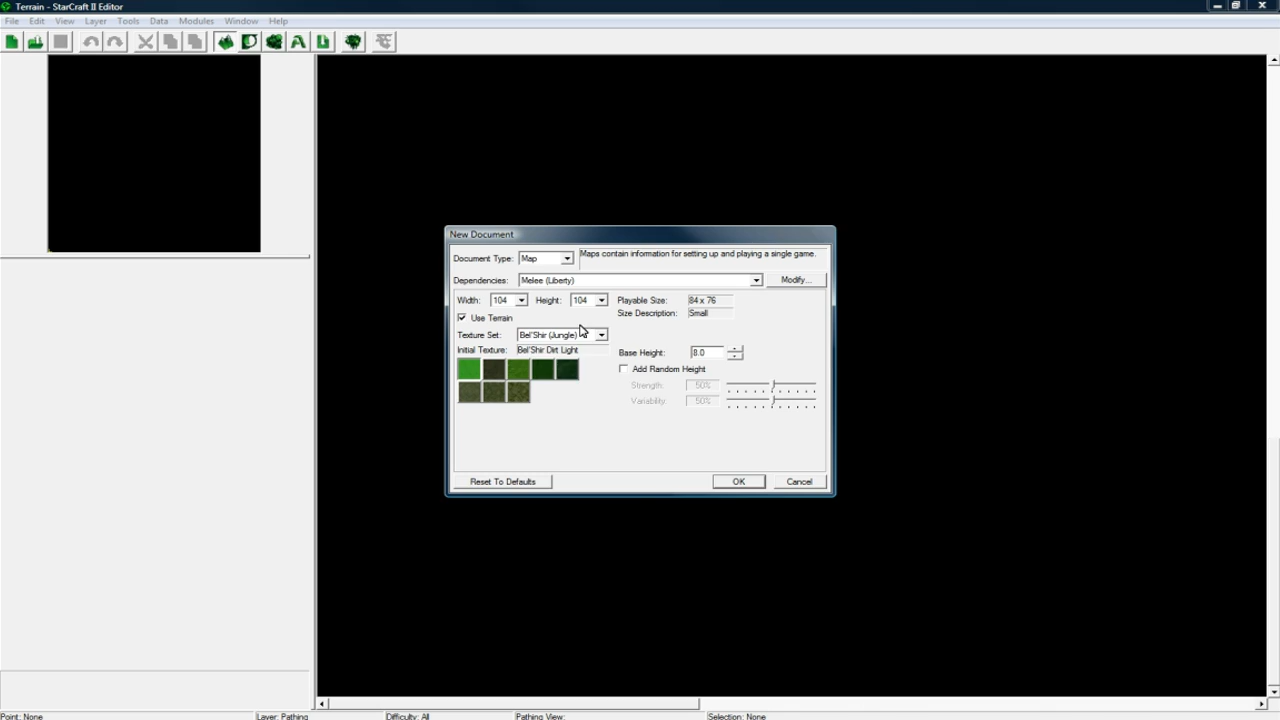 Terrain - StarCraft II Editor
File Edit View Layer Tools Data Modules Window Help
New Document
Document Type: Map Maps contain information for setting up and playing a single game.
Dependencies: Melee (Liberty) Modify...
Width: 104 Height: 104 Playable Size: 84 x 76
Use Terrain Size Description: Small
Texture Set: Bel'Shir (Jungle)
Initial Texture: Bel'Shir Dirt Light Base Height: 8.0
Add Random Height
Strength: 50%
Variability: 50%
Reset To Defaults OK Cancel
Point: None Layer: Pathing Difficulty: All Pathing View: Selection: None